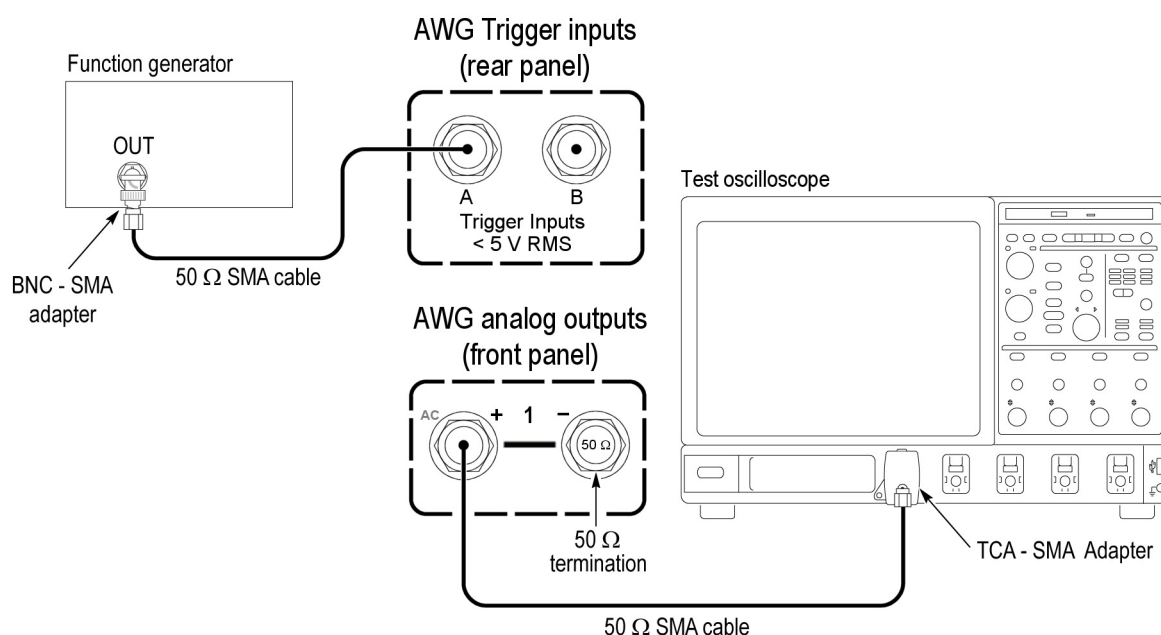 AWG Trigger inputs
(rear panel)
Function generator
OUT
A
B
Trigger Inputs
< 5 V RMS
BNC - SMA
adapter
50 Ω SMA cable
Test oscilloscope
AWG analog outputs
(front panel)
AC
+ 1 −
50 Ω
50 Ω
termination
TCA - SMA Adapter
50 Ω SMA cable